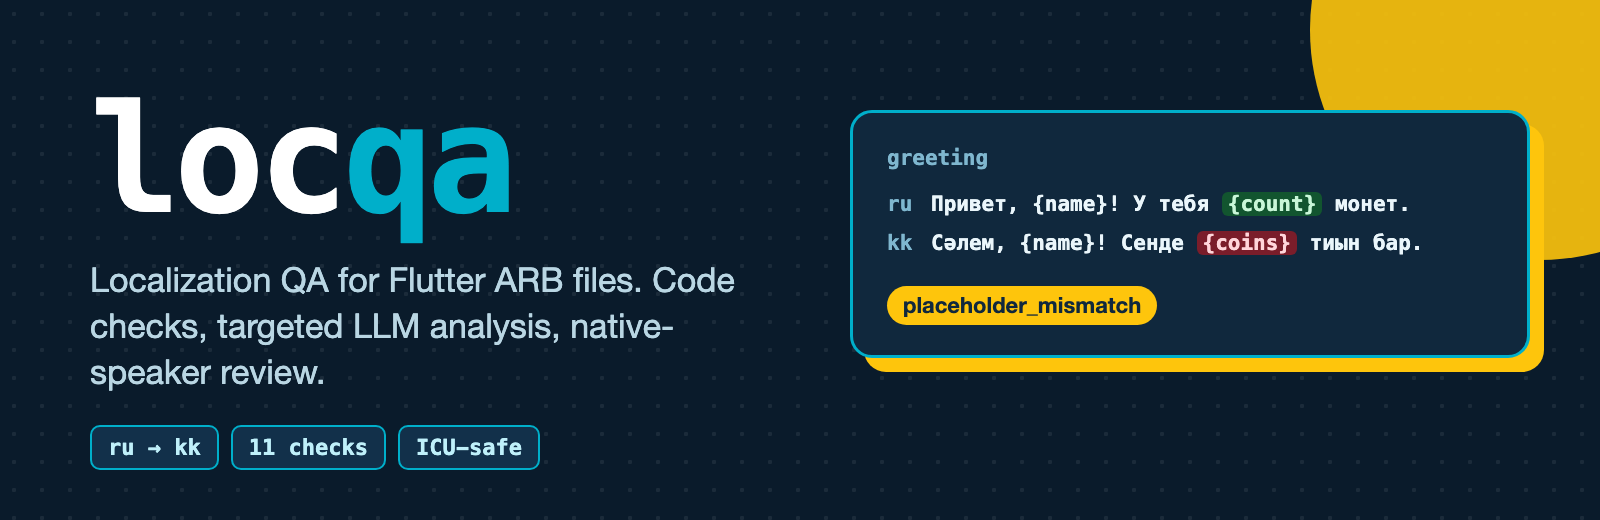 locqa
Localization QA for Flutter ARB files. Code
checks, targeted LLM analysis, native-
speaker review.
ru → kk
11 checks
ICU-safe
greeting
ru Привет, {name}! У тебя {count} монет.
kk Сәлем, {name}! Сенде {coins} тиын бар.
placeholder_mismatch